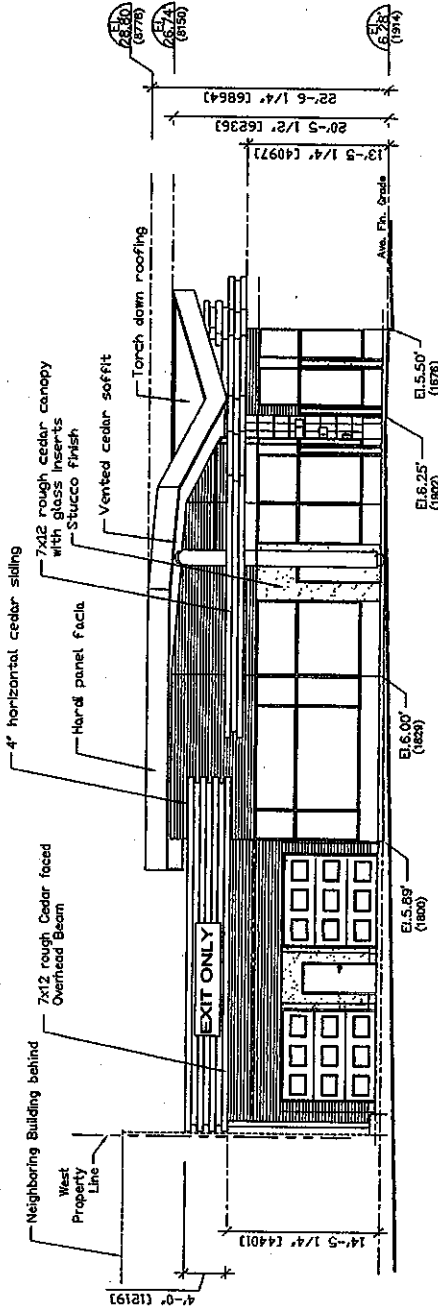 Neighboring Building behind
West
Property
Line
7x12 rough Cedar faced
Overhead Beam
4" horizontal cedar siding
Hardi panel facia
7x12 rough cedar canopy
with glass inserts
Stucco finish
Vented cedar soffit
Torch down roofing
El.
28.80'
(8778)
El.
26.74'
(8150)
El.
6.28'
(1914)
22'-6 1/4" [6864]
20'-5 1/2" [6236]
13'-5 1/4" [4097]
Ave. Fin. Grade
EXIT ONLY
4'-0" [1219]
14'-5 1/4" [4401]
El.5.89'
(1800)
El.6.00'
(1829)
El.6.25'
(1902)
El.5.50'
(1676)